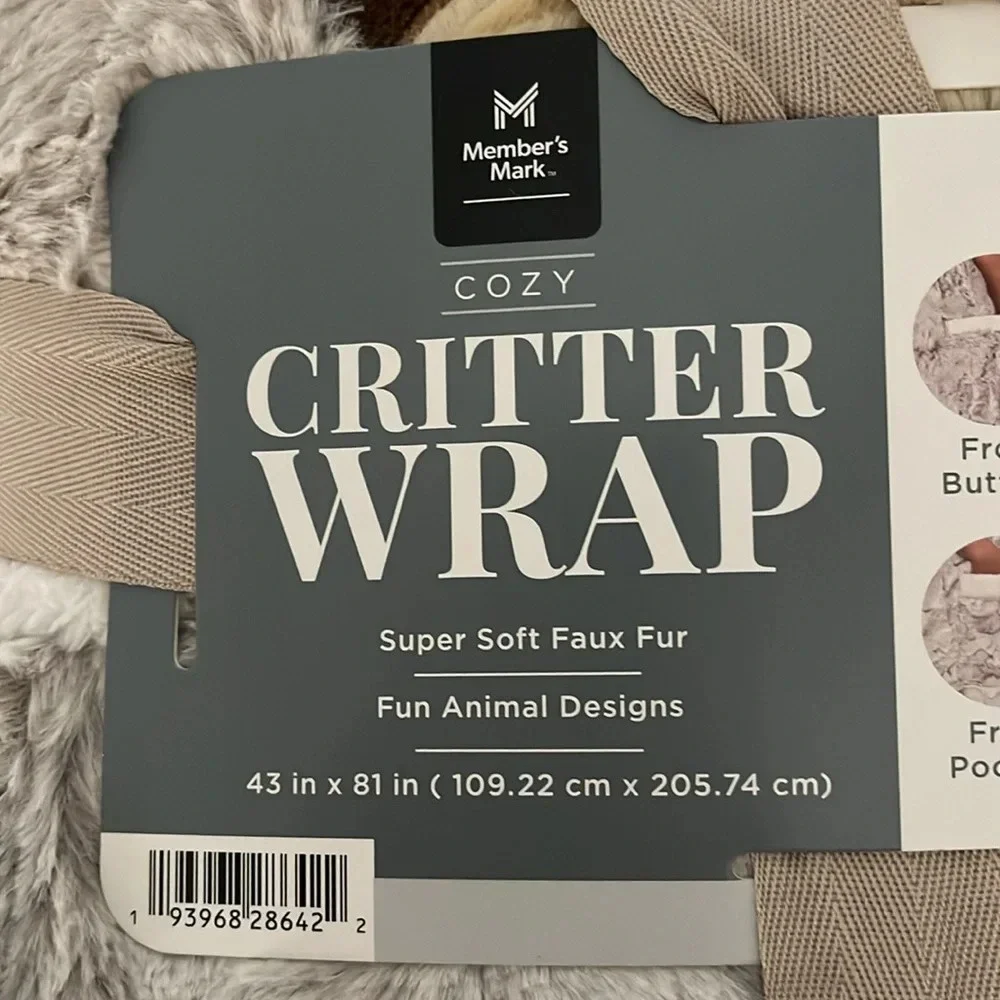 Member's
Mark™
COZY
CRITTER
WRAP
Super Soft Faux Fur
Fun Animal Designs
43 in x 81 in ( 109.22 cm x 205.74 cm)
1 93968 28642 2